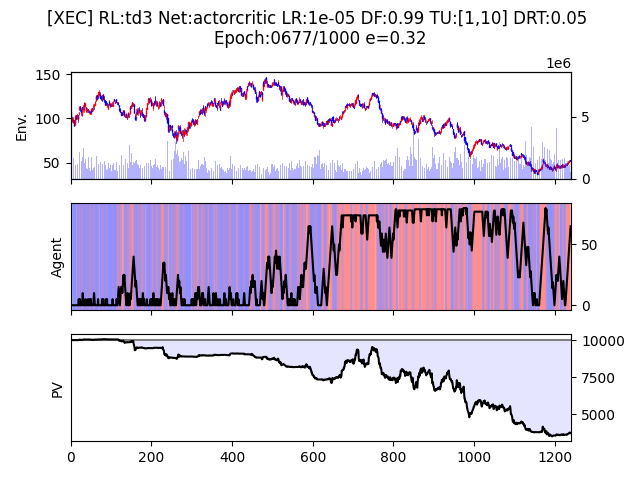 [XEC] RL:td3 Net:actorcritic LR:1e-05 DF:0.99 TU:[1,10] DRT:0.05
Epoch:0677/1000 e=0.32
1e6
150
100
50
Env.
5
0
Agent
50
0
PV
10000
7500
5000
0 200 400 600 800 1000 1200